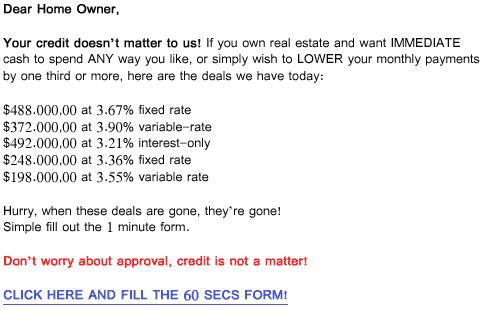 Dear Home Owner,
Your credit doesn't matter to us! If you own real estate and want IMMEDIATE
cash to spend ANY way you like, or simply wish to LOWER your monthly payments
by one third or more, here are the deals we have today:
$488.000,00 at 3.67% fixed rate
$372.000,00 at 3.90% variable-rate
$492.000,00 at 3.21% interest-only
$248.000,00 at 3.36% fixed rate
$198.000,00 at 3.55% variable rate
Hurry, when these deals are gone, they're gone!
Simple fill out the 1 minute form.
Don't worry about approval, credit is not a matter!
CLICK HERE AND FILL THE 60 SECS FORM!